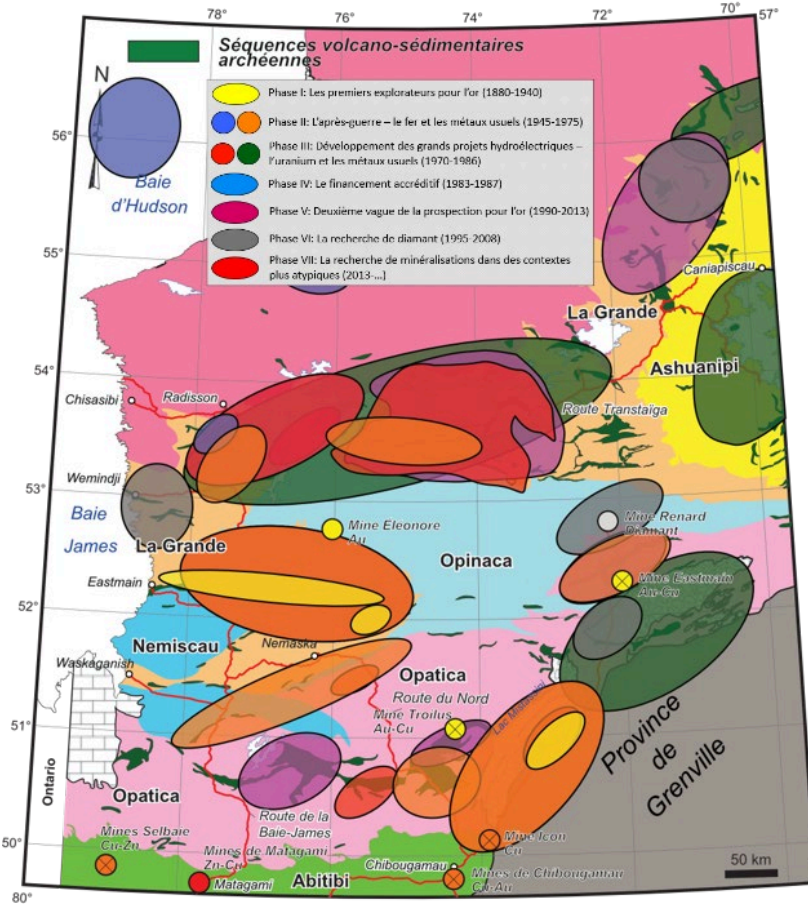 78°
76°
74°
72°
70°
57°
Séquences volcano-sédimentaires
archéennes
N
Phase I: Les premiers explorateurs pour l'or (1880-1940)
Phase II: L'après-guerre – le fer et les métaux usuels (1945-1975)
Phase III: Développement des grands projets hydroélectriques –
l'uranium et les métaux usuels (1970-1986)
Phase IV: Le financement accréditif (1983-1987)
Phase V: Deuxième vague de la prospection pour l'or (1990-2013)
Phase VI: La recherche de diamant (1995-2008)
Phase VII: La recherche de minéralisations dans des contextes
plus atypiques (2013-...)
56°
Baie
d'Hudson
55°
Caniapiscau
La Grande
54°
Ashuanipi
Chisasibi
Radisson
Route Transtaïga
Wemindji
53°
Baie
James
Mine Eleonore
Au
Mine Renard
Diamant
La-Grande
Opinaca
Eastmain
Mine Eastmain
Au-Cu
52°
Nemiscau
Nemaska
Waskaganish
Opatica
Route du Nord
Mine Troilus
Au-Cu
Lac Mistassini
51°
Province
de
Grenville
Ontario
Opatica
Route de la
Baie-James
Mines Selbaie
Cu-Zn
Mines de Matagami
Zn-Cu
Mine Icon
Cu
50°
Chibougamau
Mines de Chibougamau
Cu-Au
50 km
Matagami
Abitibi
80°
78°
76°
74°
72°